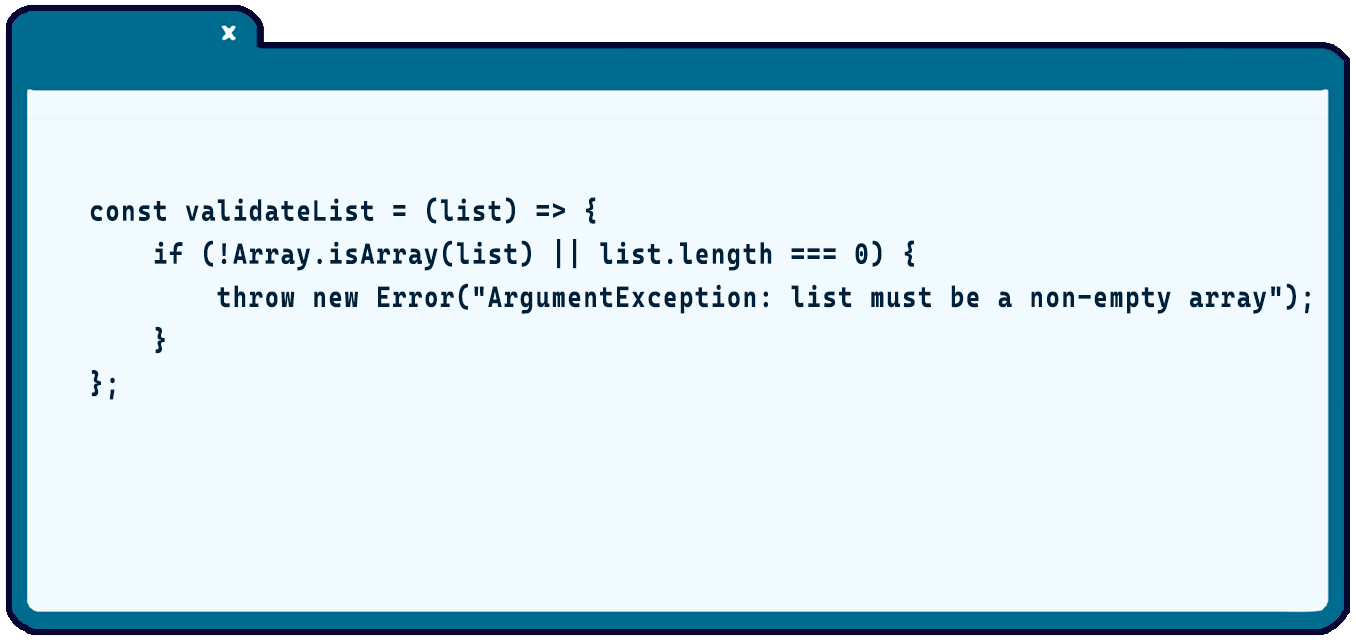 x
const validateList = (list) => {
    if (!Array.isArray(list) || list.length === 0) {
        throw new Error("ArgumentException: list must be a non-empty array");
    }
};